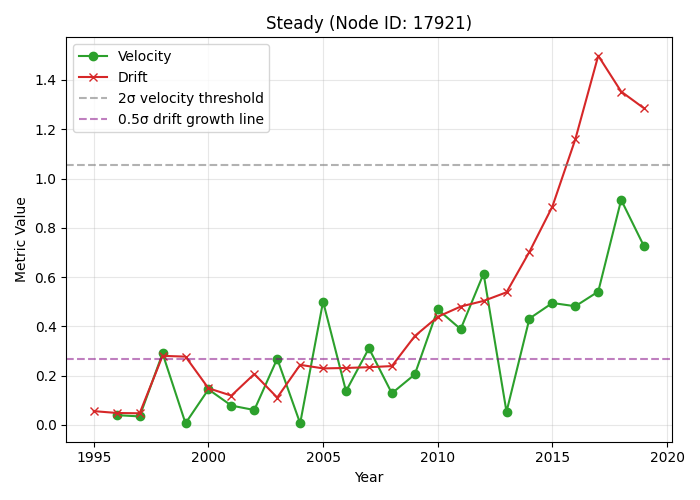 Steady (Node ID: 17921)
Velocity
Drift
2σ velocity threshold
0.5σ drift growth line
Metric Value
1.4
1.2
1.0
0.8
0.6
0.4
0.2
0.0
1995 2000 2005 2010 2015 2020
Year